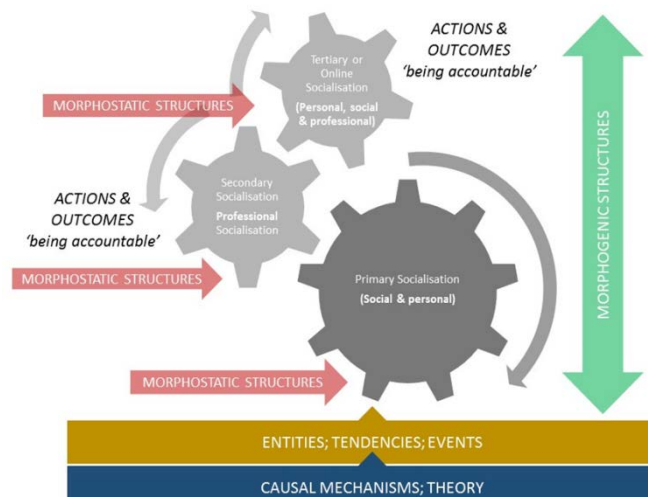 ACTIONS &
OUTCOMES
‘being accountable’
Tertiary or
Online
Socialisation
(Personal, social
& professional)
MORPHOSTATIC STRUCTURES
Secondary
Socialisation
Professional
Socialisation
ACTIONS &
OUTCOMES
‘being accountable’
MORPHOSTATIC STRUCTURES
Primary Socialisation
(Social & personal)
MORPHOSTATIC STRUCTURES
MORPHOGENIC STRUCTURES
ENTITIES; TENDENCIES; EVENTS
CAUSAL MECHANISMS; THEORY